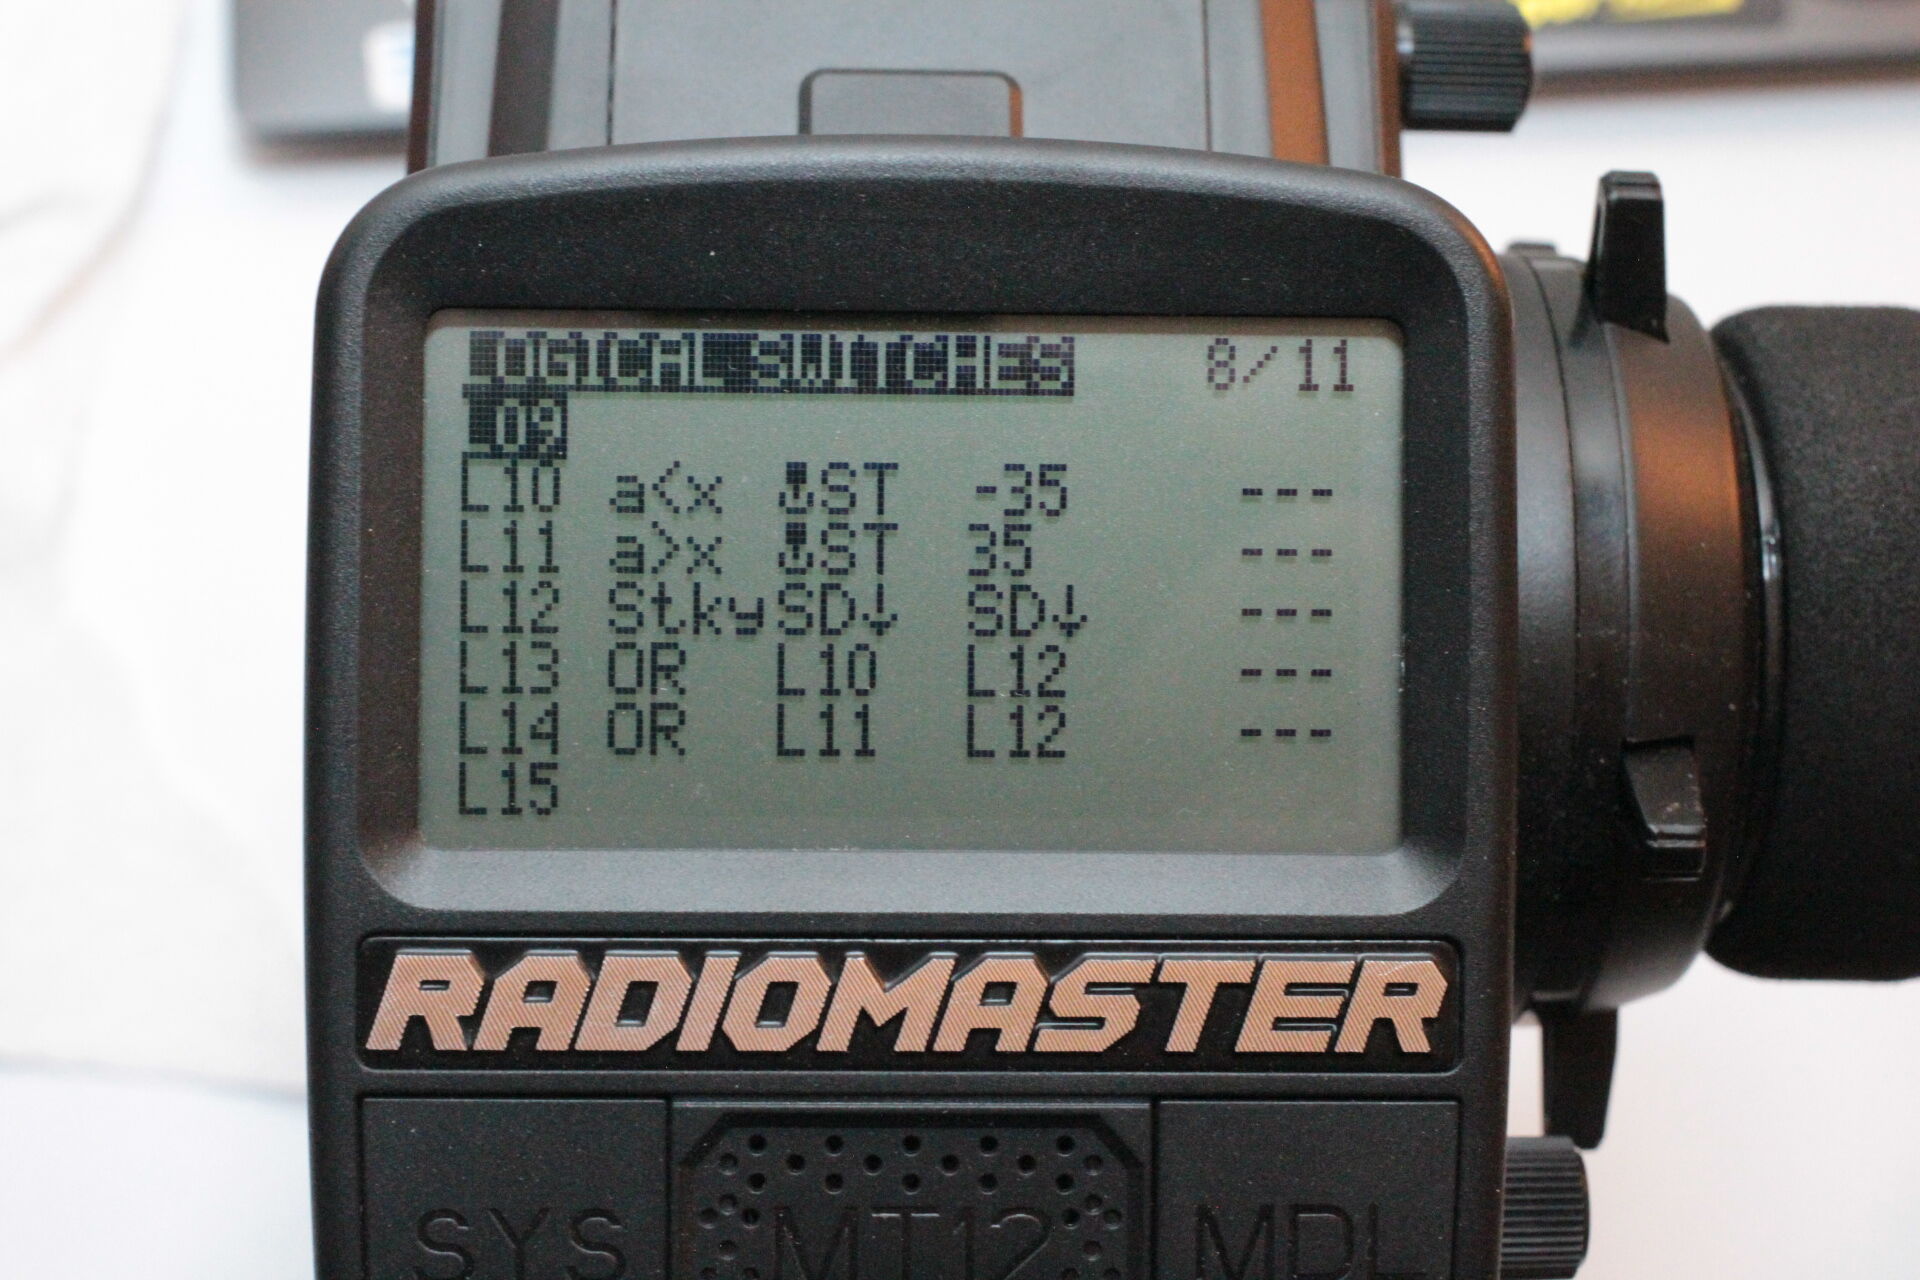 LOGICAL SWITCHES 8/11
L09
L10 a<x ST -35 ---
L11 a>x ST 35 ---
L12 Stky SD↓ SD↓ ---
L13 OR L10 L12 ---
L14 OR L11 L12 ---
L15
RADIOMASTER
SYS MT12 MDL